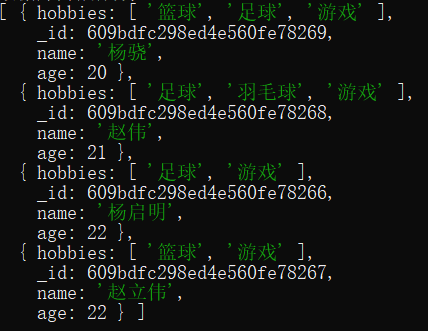 [ { hobbies: [ '篮球', '足球', '游戏' ],
_id: 609bdfc298ed4e560fe78269,
name: '杨骁',
age: 20 },
{ hobbies: [ '足球', '羽毛球', '游戏' ],
_id: 609bdfc298ed4e560fe78268,
name: '赵伟',
age: 21 },
{ hobbies: [ '足球', '游戏' ],
_id: 609bdfc298ed4e560fe78266,
name: '杨启明',
age: 22 },
{ hobbies: [ '篮球', '游戏' ],
_id: 609bdfc298ed4e560fe78267,
name: '赵立伟',
age: 22 } ]